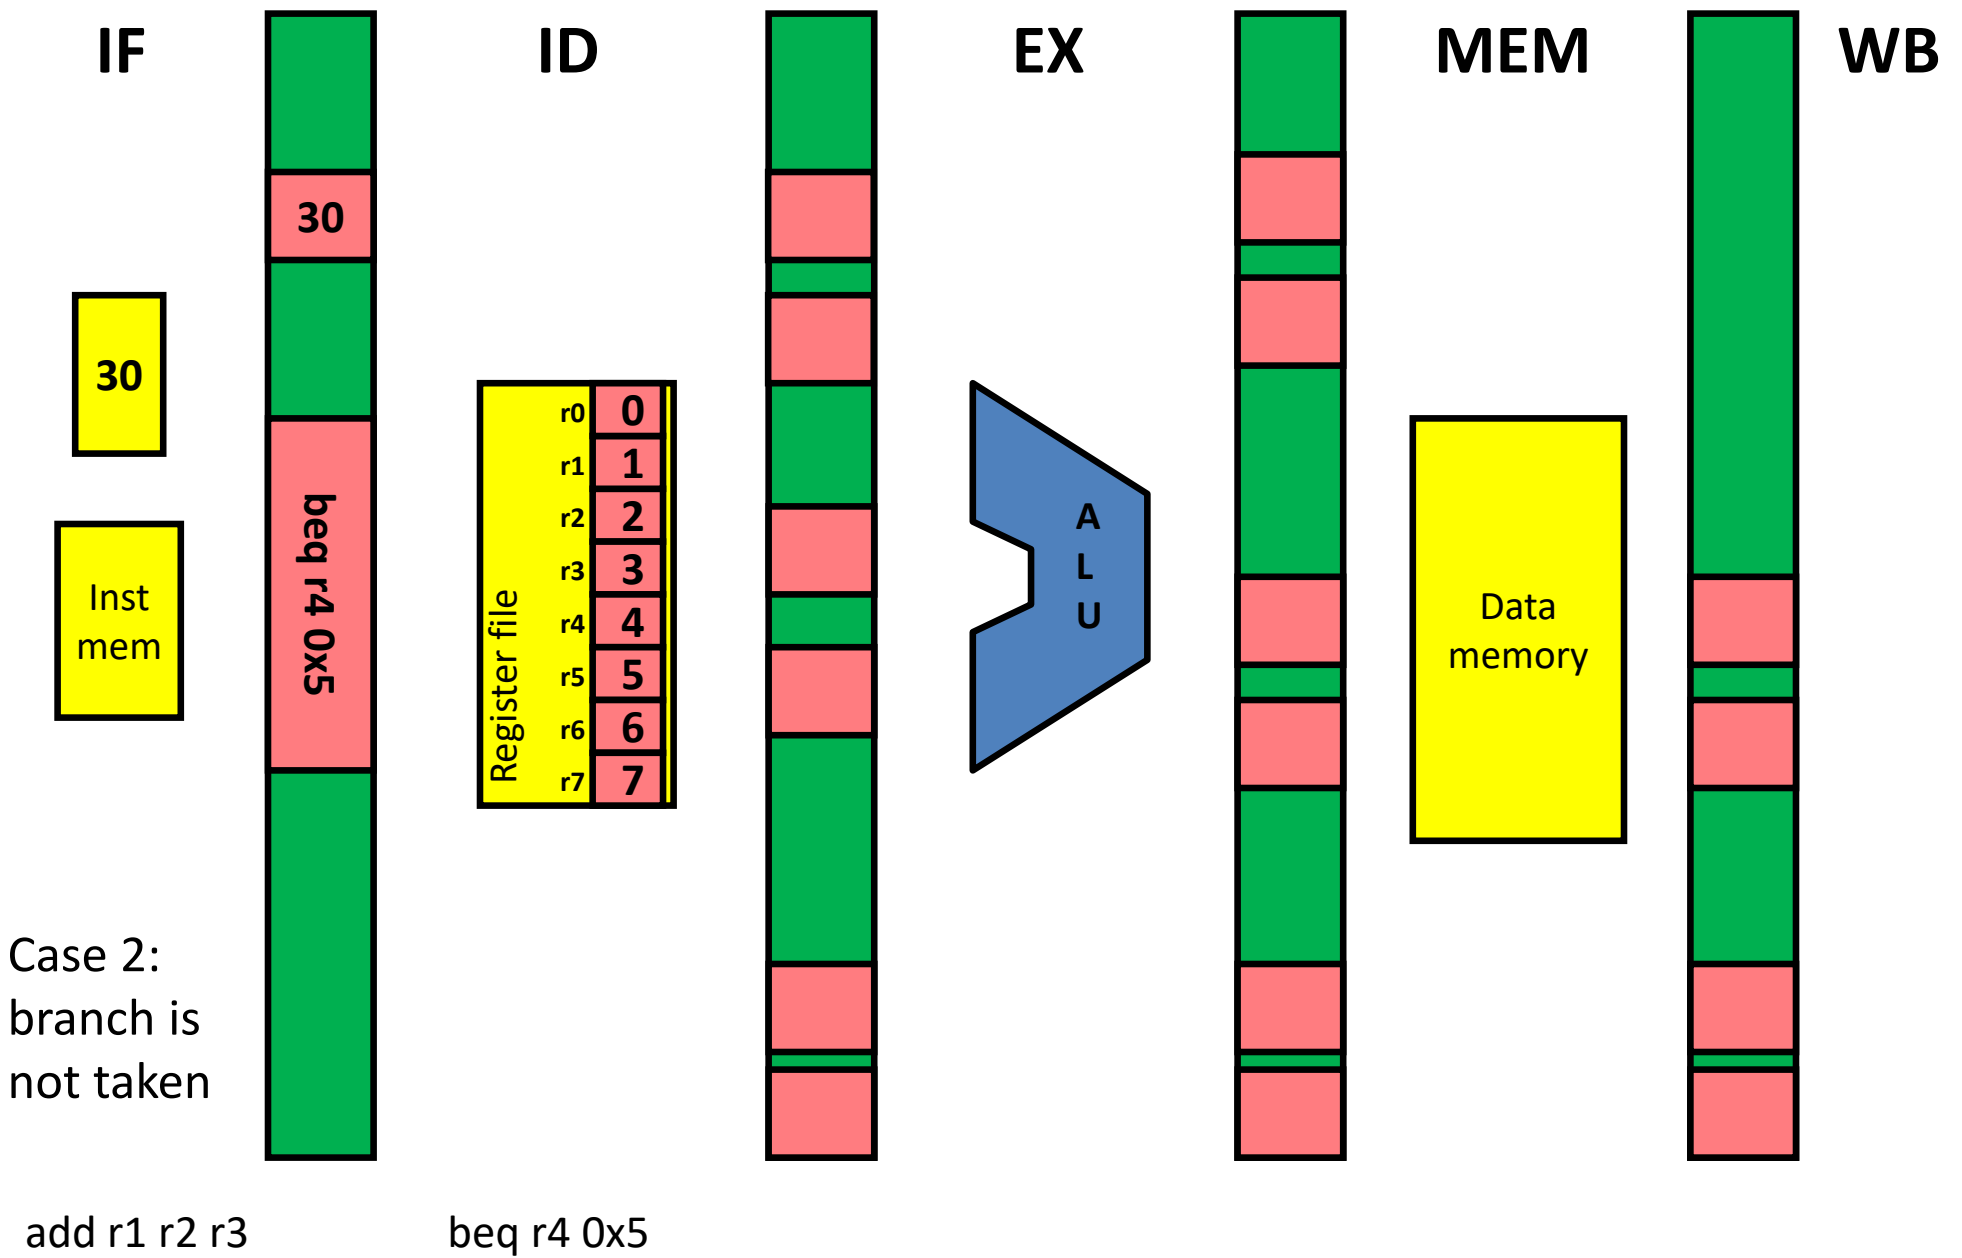 IF
ID
EX
MEM
WB
30
30
Inst
mem
beq r4 0x5
Register file
r0 0
r1 1
r2 2
r3 3
r4 4
r5 5
r6 6
r7 7
A
L
U
Data
memory
Case 2:
branch is
not taken
add r1 r2 r3
beq r4 0x5